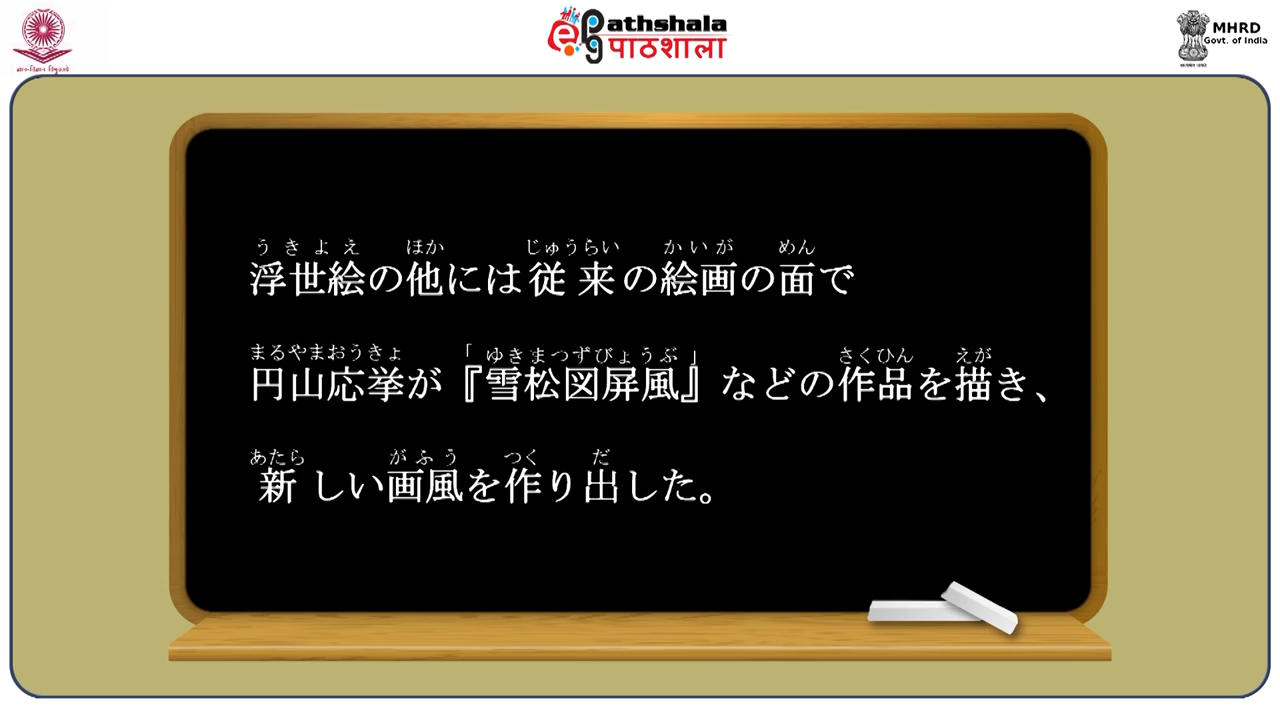 ePG Pathshala
पाठशाला
MHRD
Govt. of India
うきよえ ほか じゅうらい かいが めん
浮世絵の他には従来の絵画の面で
まるやまおうきょ 「ゆきまつずびょうぶ」 さくひん えが
円山応挙が『雪松図屏風』などの作品を描き、
あたら がふう つく だ
新しい画風を作り出した。